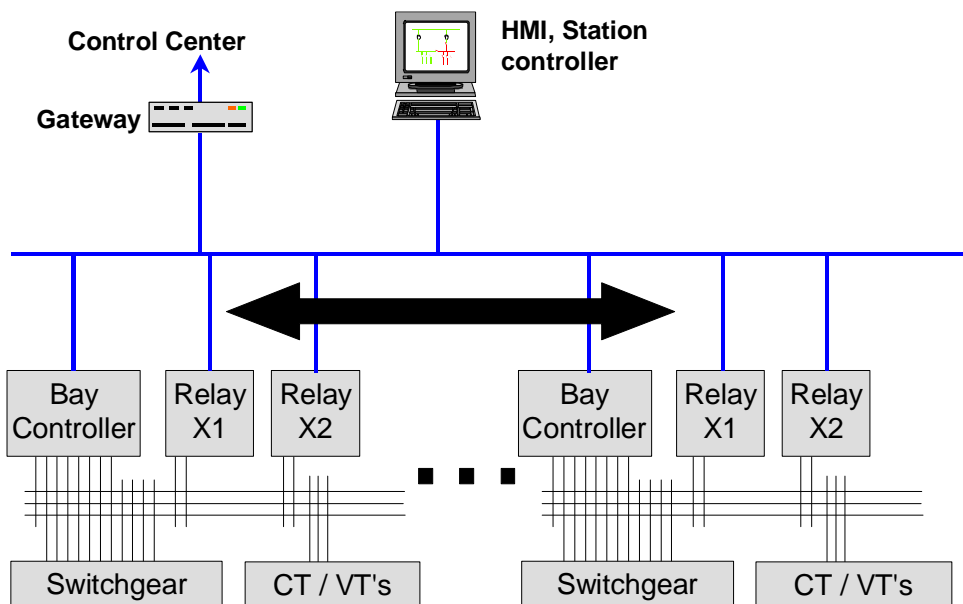 Control Center
HMI, Station
controller
Gateway
Bay
Controller
Relay
X1
Relay
X2
Bay
Controller
Relay
X1
Relay
X2
Switchgear
CT / VT's
Switchgear
CT / VT's